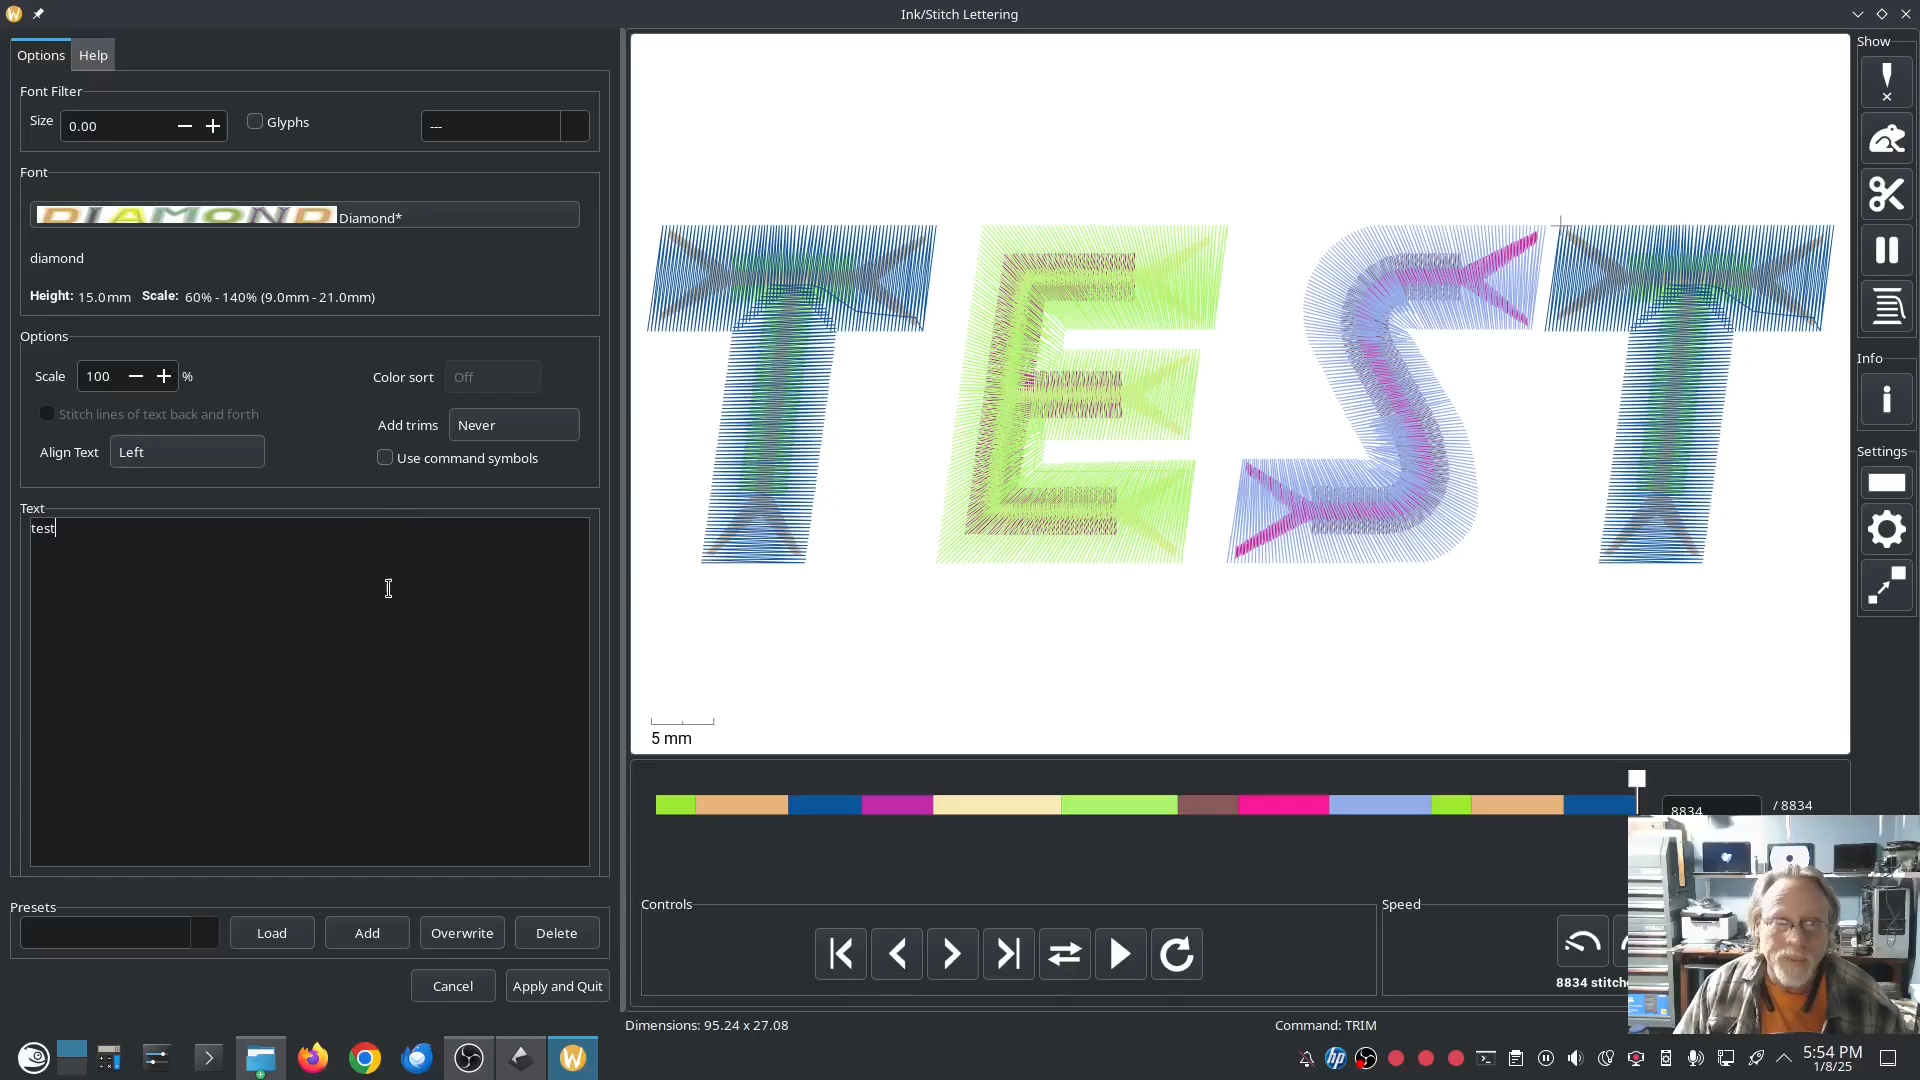 Ink/Stitch Lettering
Options Help
Font Filter
Size 0.00 Glyphs ---
Font
DIAMOND Diamond*
diamond
Height: 15.0mm Scale: 60% - 140% (9.0mm - 21.0mm)
Options
Scale 100 % Color sort Off
Stitch lines of text back and forth
Add trims Never
Align Text Left
Use command symbols
Text
test
Presets
Load Add Overwrite Delete
Cancel Apply and Quit
TEST
5 mm
8834 / 8834
Controls
Speed
8834 stitche
Dimensions: 95.24 x 27.08
Command: TRIM
Show
Info
Settings
5:54 PM
1/8/25